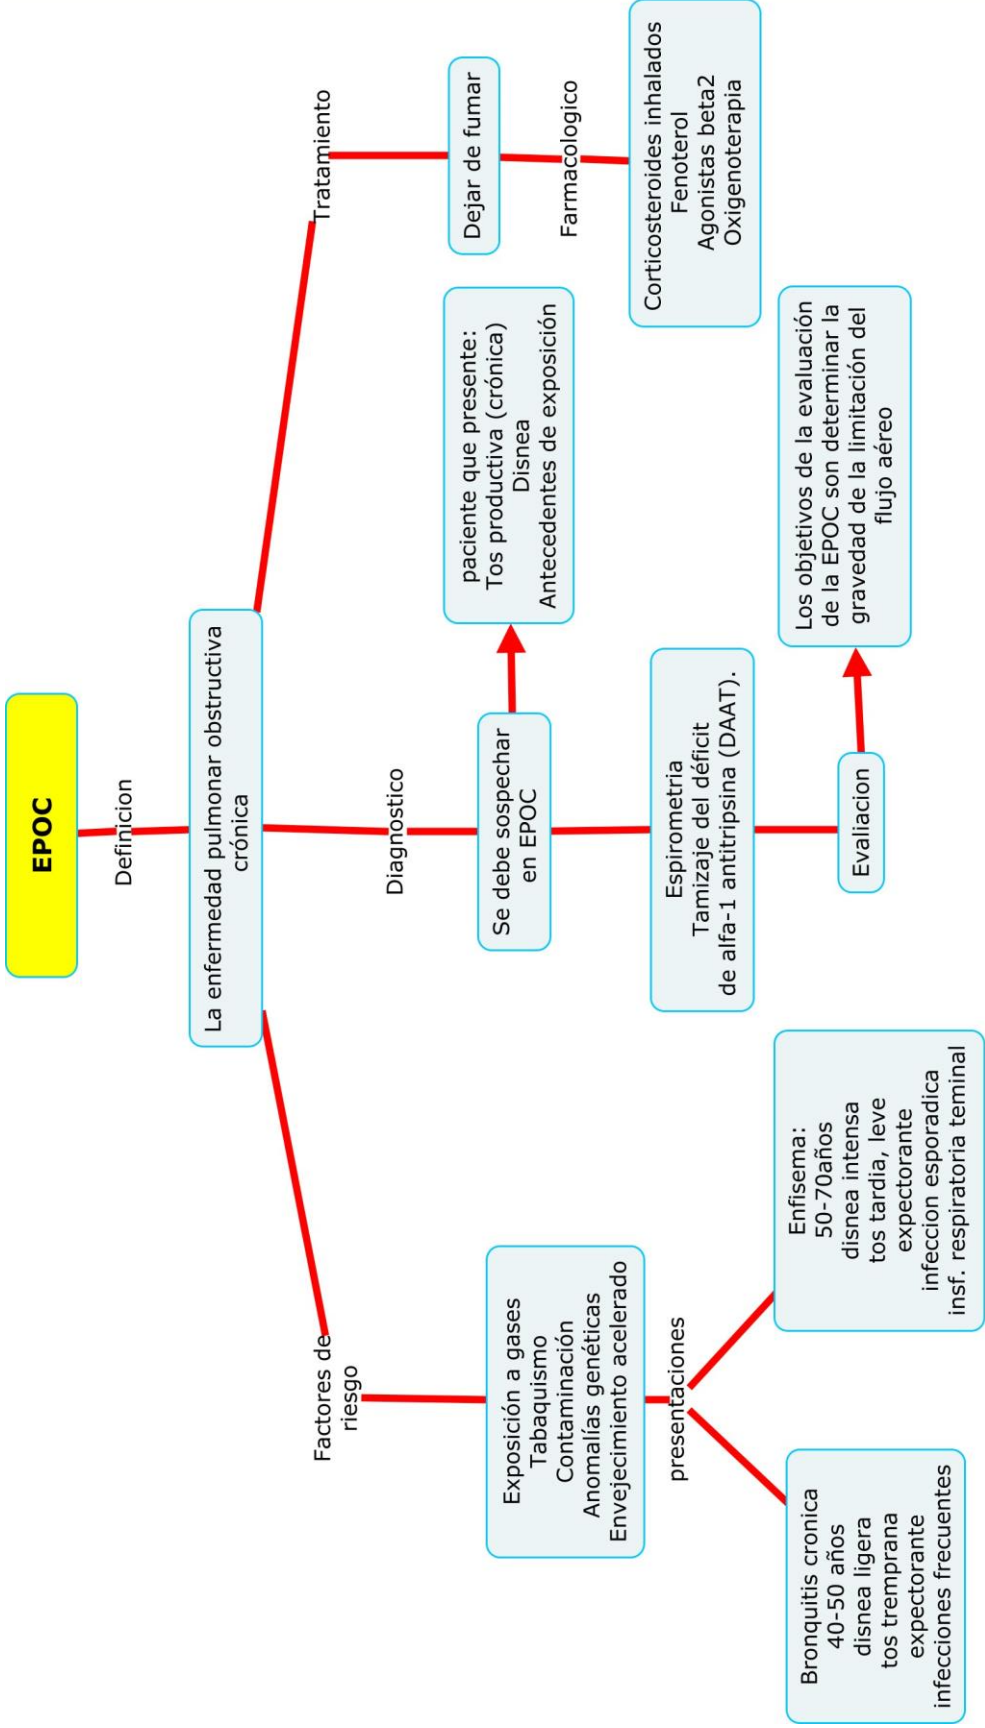 EPOC
Definicion
La enfermedad pulmonar obstructiva
crónica
Factores de
riesgo
Exposición a gases
Tabaquismo
Contaminación
Anomalías genéticas
Envejecimiento acelerado
presentaciones
Bronquitis cronica
40-50 años
disnea ligera
tos tremprana
expectorante
infecciones frecuentes
Enfisema:
50-70años
disnea intensa
tos tardia, leve
expectorante
infeccion esporadica
insf. respiratoria teminal
Diagnostico
Se debe sospechar
en EPOC
paciente que presente:
Tos productiva (crónica)
Disnea
Antecedentes de exposición
Espirometria
Tamizaje del déficit
de alfa-1 antitripsina (DAAT).
Evaliacion
Los objetivos de la evaluación
de la EPOC son determinar la
gravedad de la limitación del
flujo aéreo
Tratamiento
Dejar de fumar
Farmacologico
Corticosteroides inhalados
Fenoterol
Agonistas beta2
Oxigenoterapia